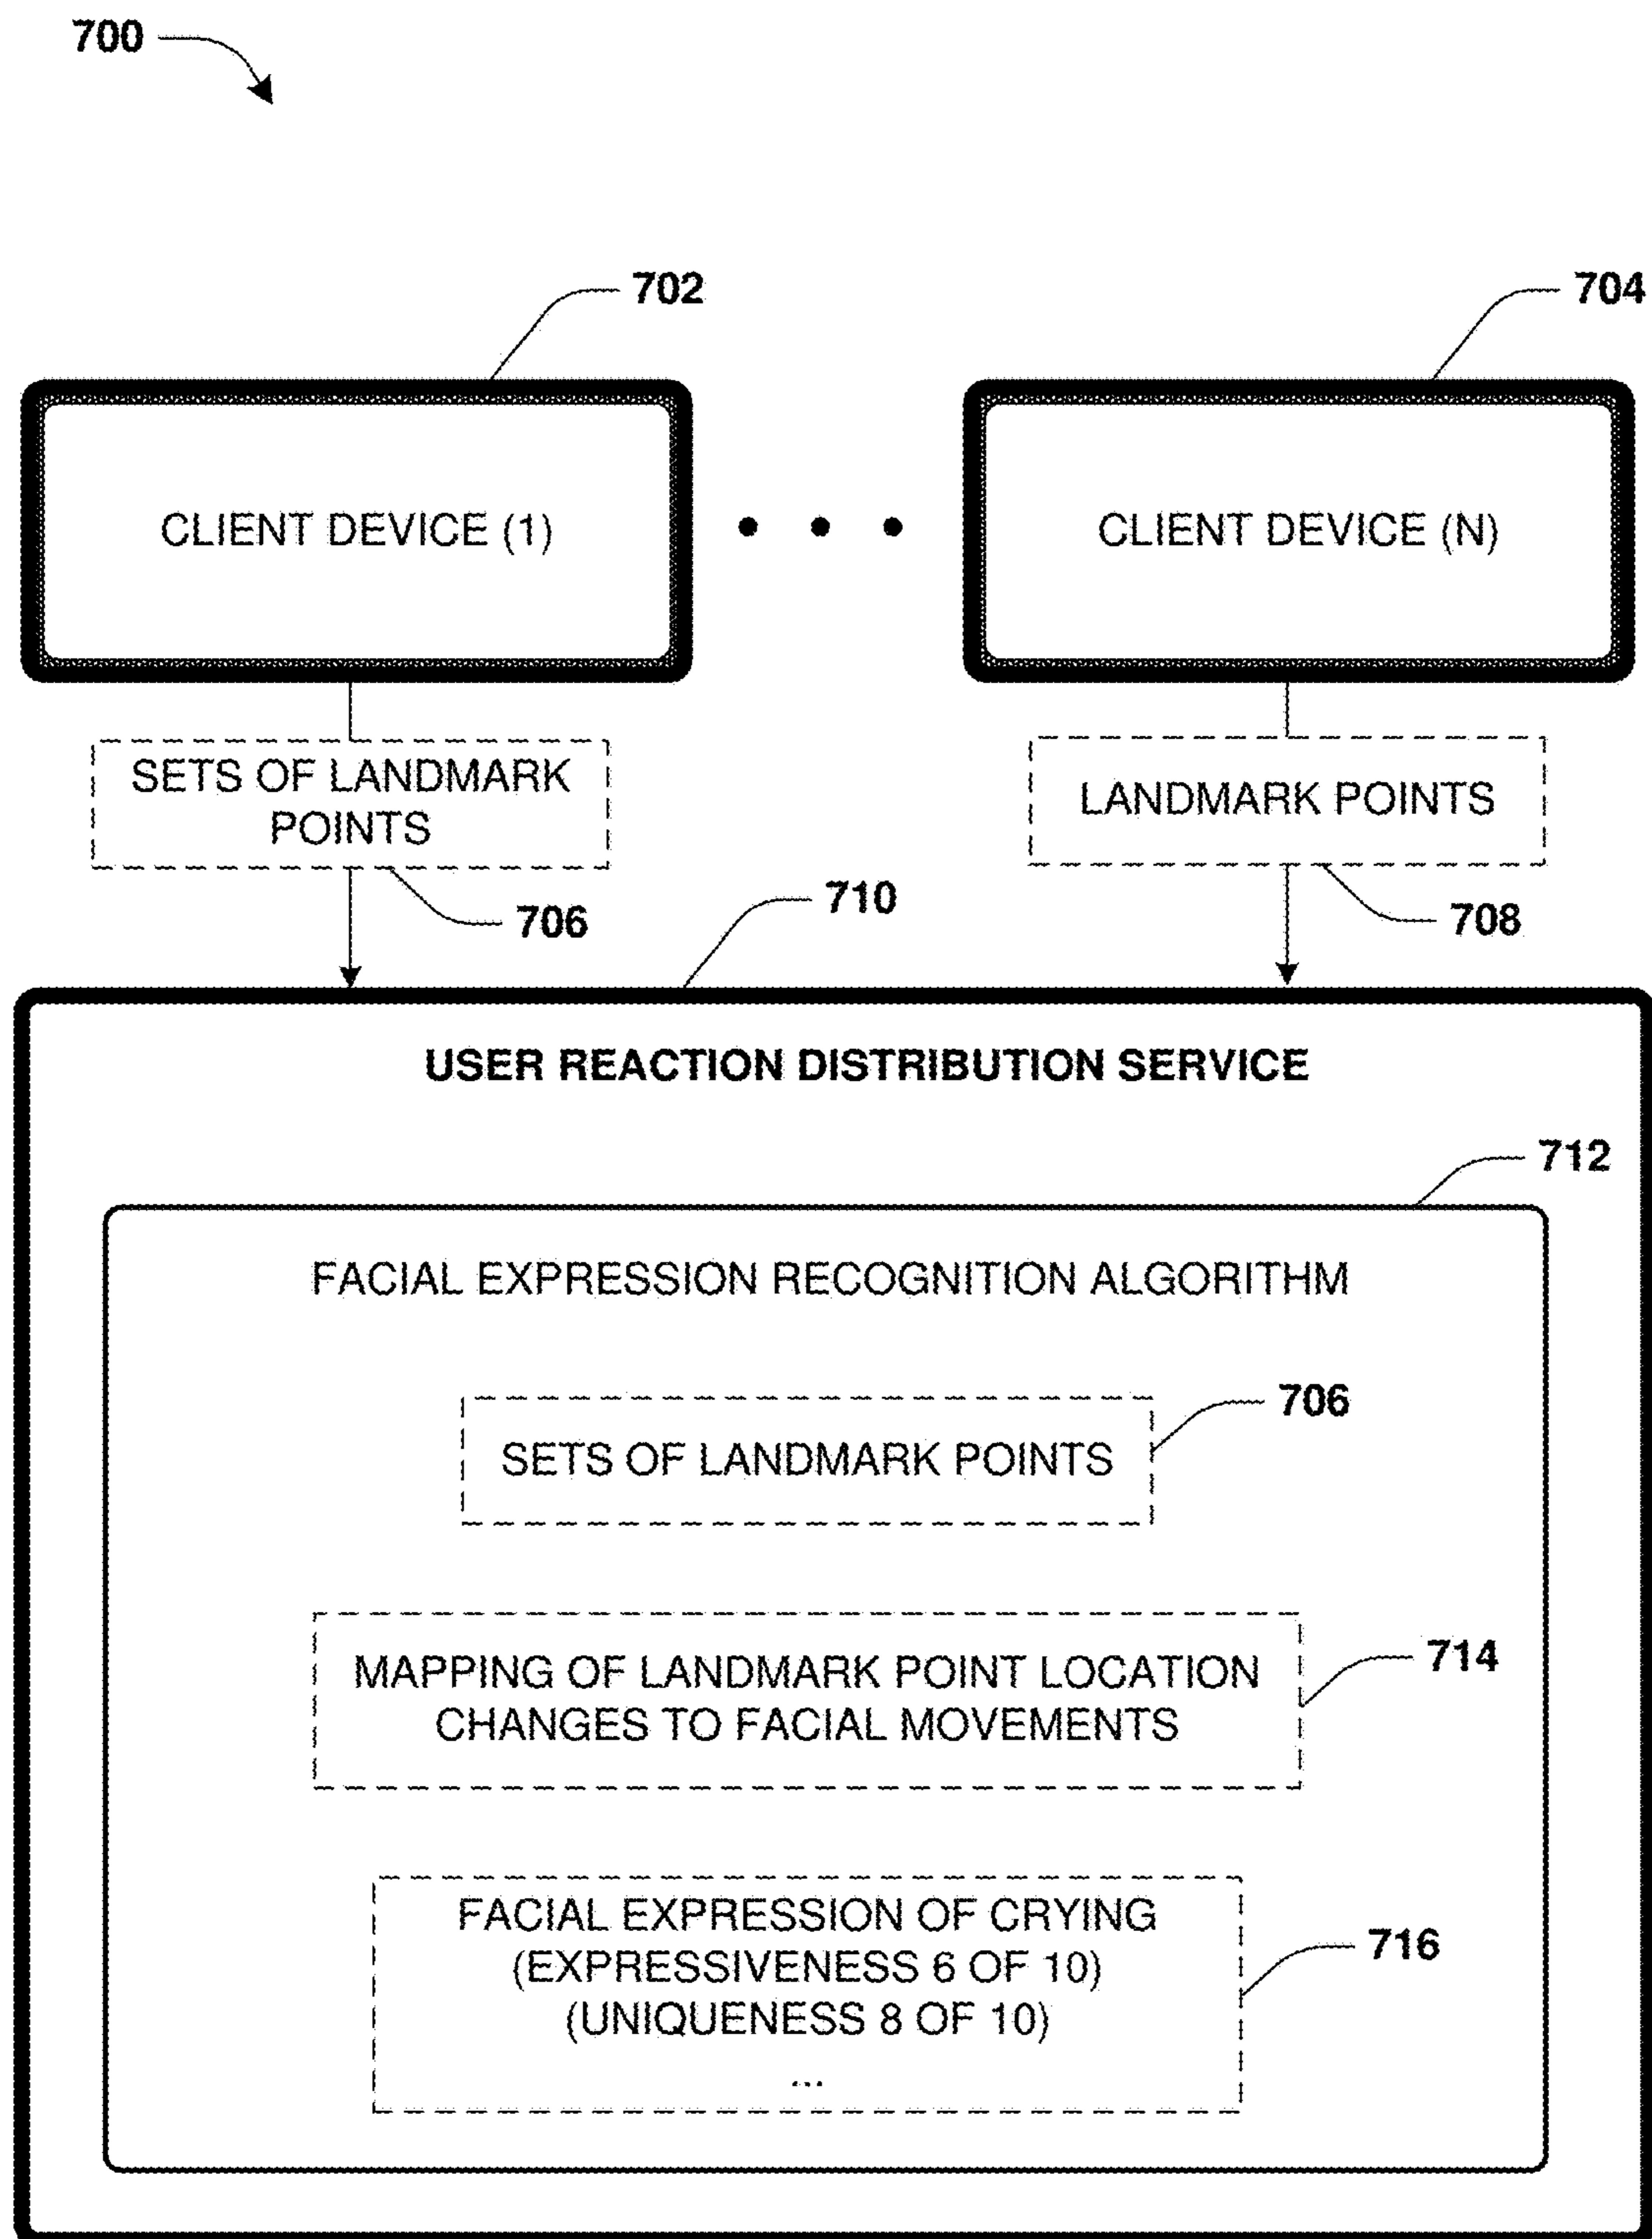 700
702
704
CLIENT DEVICE (1)
• • •
CLIENT DEVICE (N)
SETS OF LANDMARK
POINTS
LANDMARK POINTS
706
710
708
USER REACTION DISTRIBUTION SERVICE
712
FACIAL EXPRESSION RECOGNITION ALGORITHM
706
SETS OF LANDMARK POINTS
714
MAPPING OF LANDMARK POINT LOCATION
CHANGES TO FACIAL MOVEMENTS
FACIAL EXPRESSION OF CRYING
(EXPRESSIVENESS 6 OF 10)
716
(UNIQUENESS 8 OF 10)
...